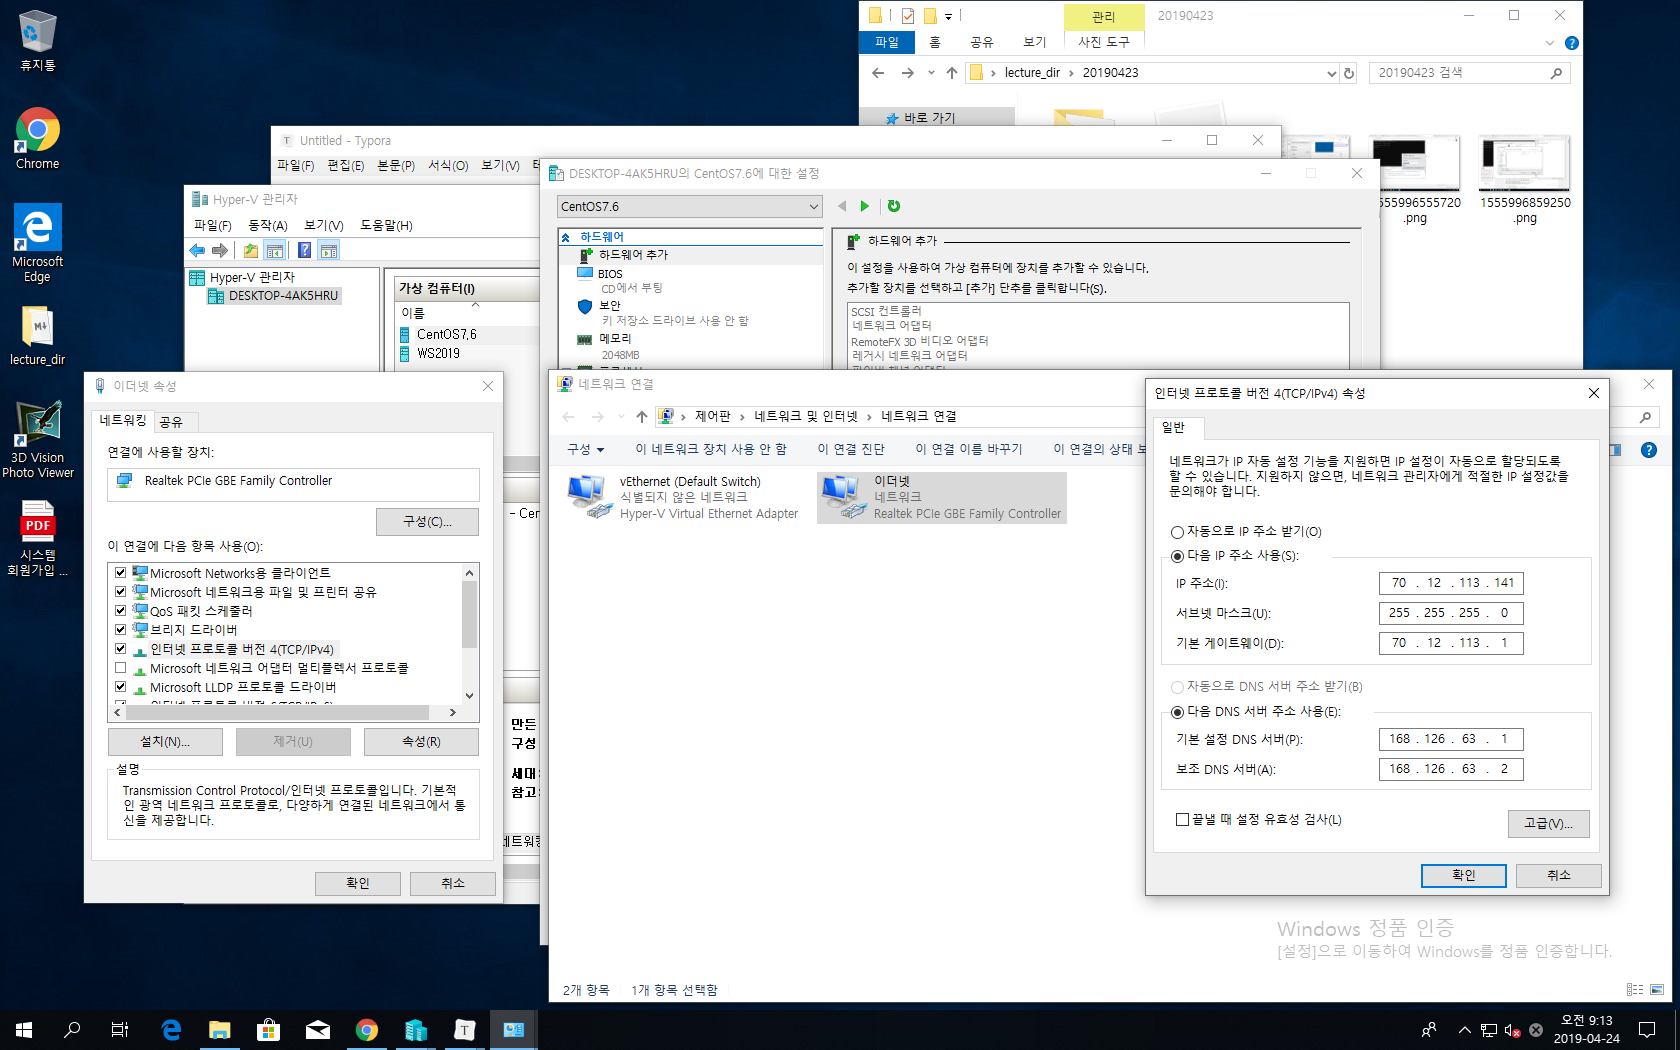 휴지통
Chrome
Microsoft
Edge
lecture_dir
3D Vision
Photo Viewer
시스템
회원가입 ...
관리
20190423
파일
홈
공유
보기
사진 도구
lecture_dir
20190423
20190423 검색
바로 가기
1555996555720
.png
1555996859250
.png
Untitled - Typora
파일(F)
편집(E)
본문(P)
서식(O)
보기(V)
Hyper-V 관리자
파일(F)
동작(A)
보기(V)
도움말(H)
Hyper-V 관리자
DESKTOP-4AK5HRU
가상 컴퓨터(I)
이름
CentOS7.6
WS2019
- Cer
만든
구성
세대:
참고:
DESKTOP-4AK5HRU의 CentOS7.6에 대한 설정
CentOS7.6
하드웨어
하드웨어 추가
BIOS
CD에서 부팅
보안
키 저장소 드라이브 사용 안 함
메모리
2048MB
하드웨어 추가
이 설정을 사용하여 가상 컴퓨터에 장치를 추가할 수 있습니다.
추가할 장치를 선택하고 [추가] 단추를 클릭합니다(S).
SCSI 컨트롤러
네트워크 어댑터
RemoteFX 3D 비디오 어댑터
레거시 네트워크 어댑터
이더넷 속성
네트워킹
공유
연결에 사용할 장치:
Realtek PCIe GBE Family Controller
구성(C)...
이 연결에 다음 항목 사용(O):
Microsoft Networks용 클라이언트
Microsoft 네트워크용 파일 및 프린터 공유
QoS 패킷 스케줄러
브리지 드라이버
인터넷 프로토콜 버전 4(TCP/IPv4)
Microsoft 네트워크 어댑터 멀티플렉서 프로토콜
Microsoft LLDP 프로토콜 드라이버
설치(N)...
제거(U)
속성(R)
설명
Transmission Control Protocol/인터넷 프로토콜입니다. 기본적
인 광역 네트워크 프로토콜로, 다양하게 연결된 네트워크에서 통
신을 제공합니다.
확인
취소
네트워크 연결
제어판
네트워크 및 인터넷
네트워크 연결
구성
이 네트워크 장치 사용 안 함
이 연결 진단
이 연결 이름 바꾸기
이 연결의 상태 보
vEthernet (Default Switch)
식별되지 않은 네트워크
Hyper-V Virtual Ethernet Adapter
이더넷
네트워크
Realtek PCIe GBE Family Controller
2개 항목
1개 항목 선택함
인터넷 프로토콜 버전 4(TCP/IPv4) 속성
일반
네트워크가 IP 자동 설정 기능을 지원하면 IP 설정이 자동으로 할당되도록
할 수 있습니다. 지원하지 않으면, 네트워크 관리자에게 적절한 IP 설정값을
문의해야 합니다.
자동으로 IP 주소 받기(O)
다음 IP 주소 사용(S):
IP 주소(I):
70 . 12 . 113 . 141
서브넷 마스크(U):
255 . 255 . 255 . 0
기본 게이트웨이(D):
70 . 12 . 113 . 1
자동으로 DNS 서버 주소 받기(B)
다음 DNS 서버 주소 사용(E):
기본 설정 DNS 서버(P):
168 . 126 . 63 . 1
보조 DNS 서버(A):
168 . 126 . 63 . 2
끝낼 때 설정 유효성 검사(L)
고급(V)...
확인
취소
Windows 정품 인증
[설정]으로 이동하여 Windows를 정품 인증합니다.
오전 9:13
2019-04-24